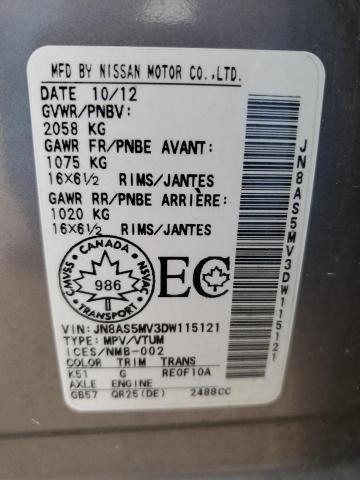 MFD BY NISSAN MOTOR CO.,LTD.
DATE 10/12
GVWR/PNBV:
2058 KG
GAWR FR/PNBE AVANT:
1075 KG
16X6½ RIMS/JANTES
GAWR RR/PNBE ARRIÈRE:
1020 KG
16X6½ RIMS/JANTES
CANADA
CMVSS 986 NSVAC
TRANSPORT
EC
VIN: JN8AS5MV3DW115121
TYPE: MPV/VTUM
ICES/NMB-002
COLOR TRIM TRANS
K51 G RE0F10A
AXLE ENGINE
GB57 QR25(DE) 2488CC
JN8AS5MV3DW115121